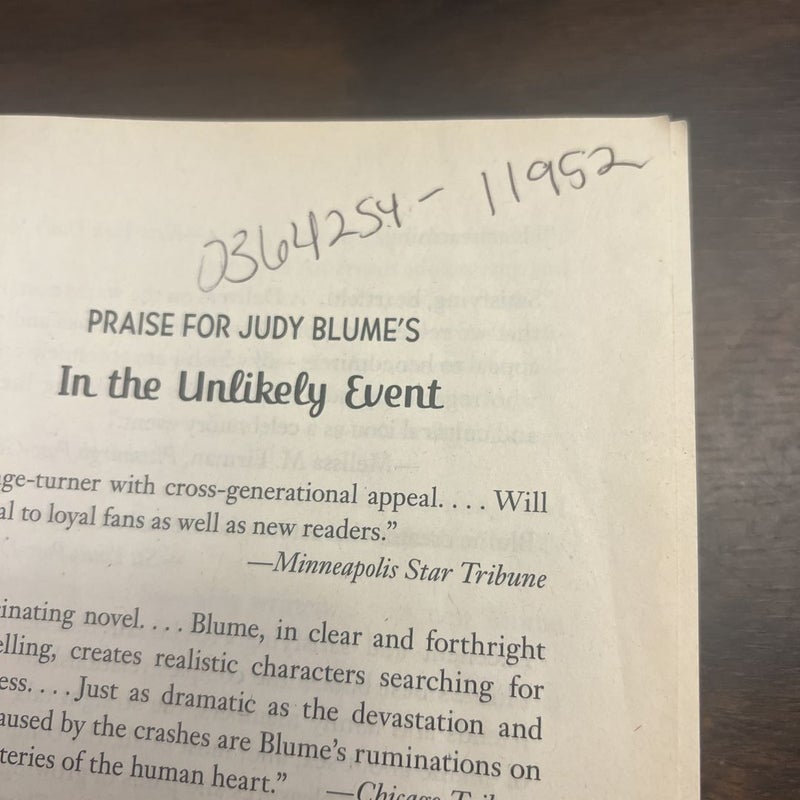 0364254- 11952
PRAISE FOR JUDY BLUME'S
In the Unlikely Event
ge-turner with cross-generational appeal. . . . Will
al to loyal fans as well as new readers."
—Minneapolis Star Tribune
inating novel. . . . Blume, in clear and forthright
elling, creates realistic characters searching for
ess. . . . Just as dramatic as the devastation and
aused by the crashes are Blume's ruminations on
teries of the human heart."
—Chicago